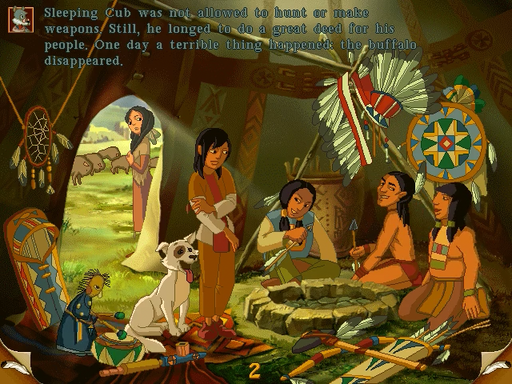 Sleeping Cub was not allowed to hunt or make
weapons. Still, he longed to do a great deed for his
people. One day a terrible thing happened: the buffalo
disappeared.
2